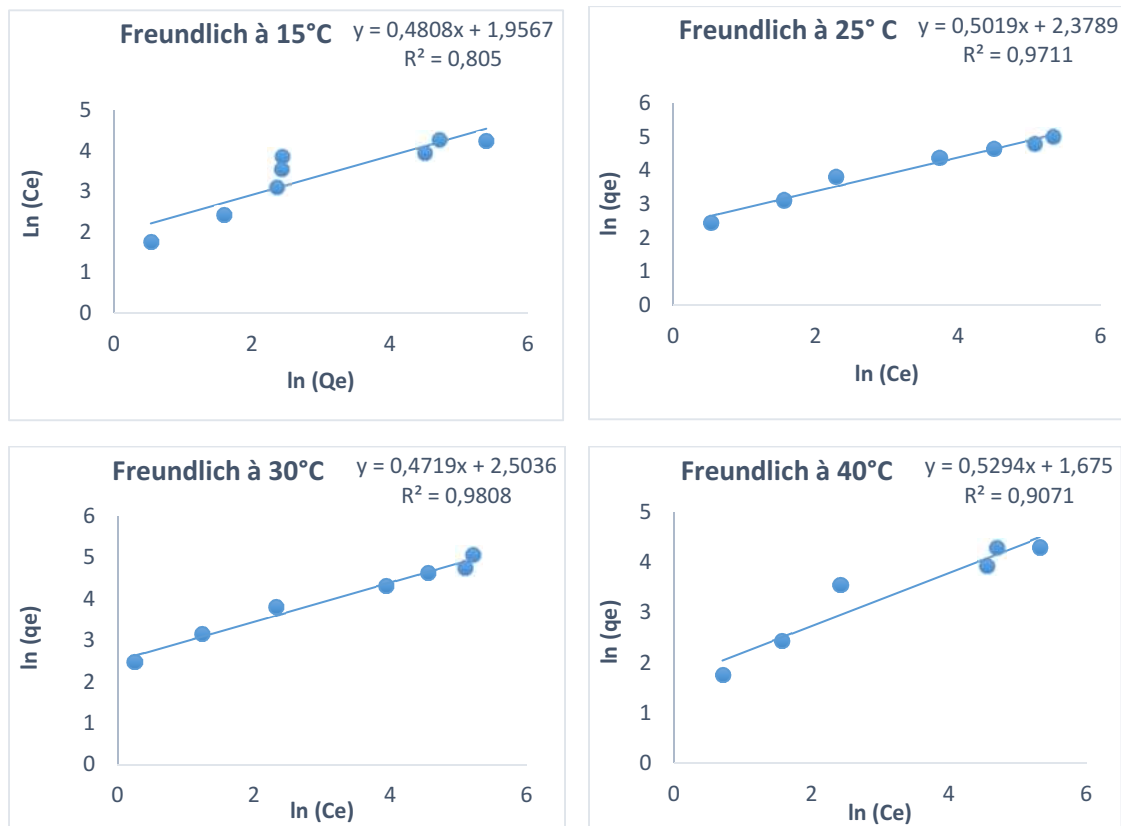 Freundlich à 15°C
y = 0,4808x + 1,9567
R² = 0,805
Ln (Ce)
5
4
3
2
1
0
0 2 4 6
ln (Qe)
Freundlich à 25° C
y = 0,5019x + 2,3789
R² = 0,9711
ln (qe)
6
5
4
3
2
1
0
0 2 4 6
ln (Ce)
Freundlich à 30°C
y = 0,4719x + 2,5036
R² = 0,9808
ln (qe)
6
5
4
3
2
1
0
0 2 4 6
ln (Ce)
Freundlich à 40°C
y = 0,5294x + 1,675
R² = 0,9071
ln (qe)
5
4
3
2
1
0
0 2 4 6
ln (Ce)